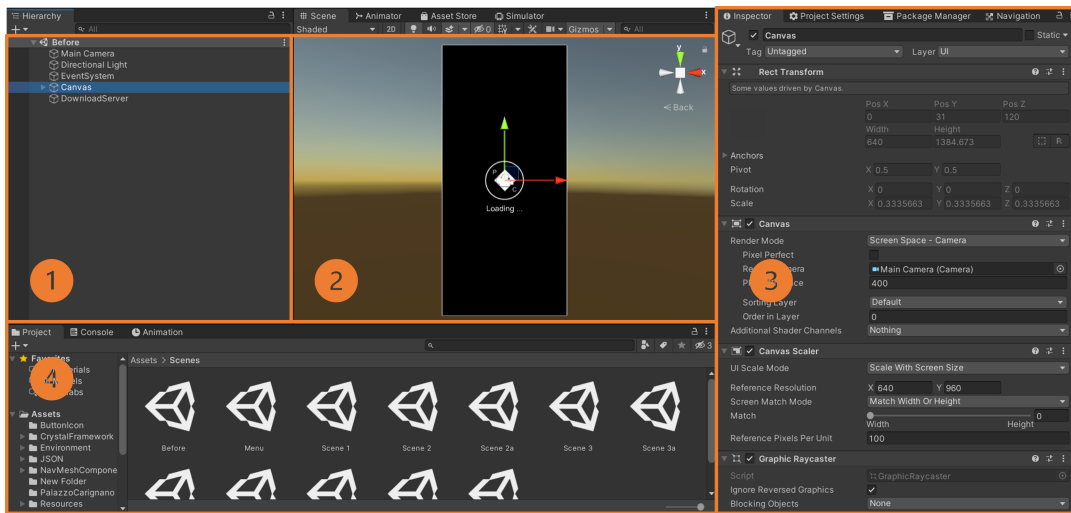 Hierarchy
All
Before
Main Camera
Directional Light
EventSystem
Canvas
DownloadServer
1
Scene Animator Asset Store Simulator
Shaded 2D 0 Gizmos All
y
x
Back
P
C
Loading ...
2
Inspector Project Settings Package Manager Navigation
Canvas Static
Tag Untagged Layer UI
Rect Transform
Some values driven by Canvas.
Pos X Pos Y Pos Z
0 31 120
Width Height
640 1384.673 R
Anchors
Pivot X 0.5 Y 0.5
Rotation X 0 Y 0 Z 0
Scale X 0.3335663 Y 0.3335663 Z 0.3335663
Canvas
Render Mode Screen Space - Camera
Pixel Perfect
Main Camera (Camera)
400
3
Sorting Layer Default
Order in Layer 0
Additional Shader Channels Nothing
Canvas Scaler
UI Scale Mode Scale With Screen Size
Reference Resolution X 640 Y 960
Screen Match Mode Match Width Or Height
Match 0
Width Height
Reference Pixels Per Unit 100
Graphic Raycaster
Script GraphicRaycaster
Ignore Reversed Graphics
Blocking Objects None
Project Console Animation
3
Favorites
4
Assets
ButtonIcon
CrystalFramework
Environment
JSON
NavMeshCompone
New Folder
PalazzoCarignano
Resources
Assets > Scenes
Before Menu Scene 1 Scene 2 Scene 2a Scene 3 Scene 3a